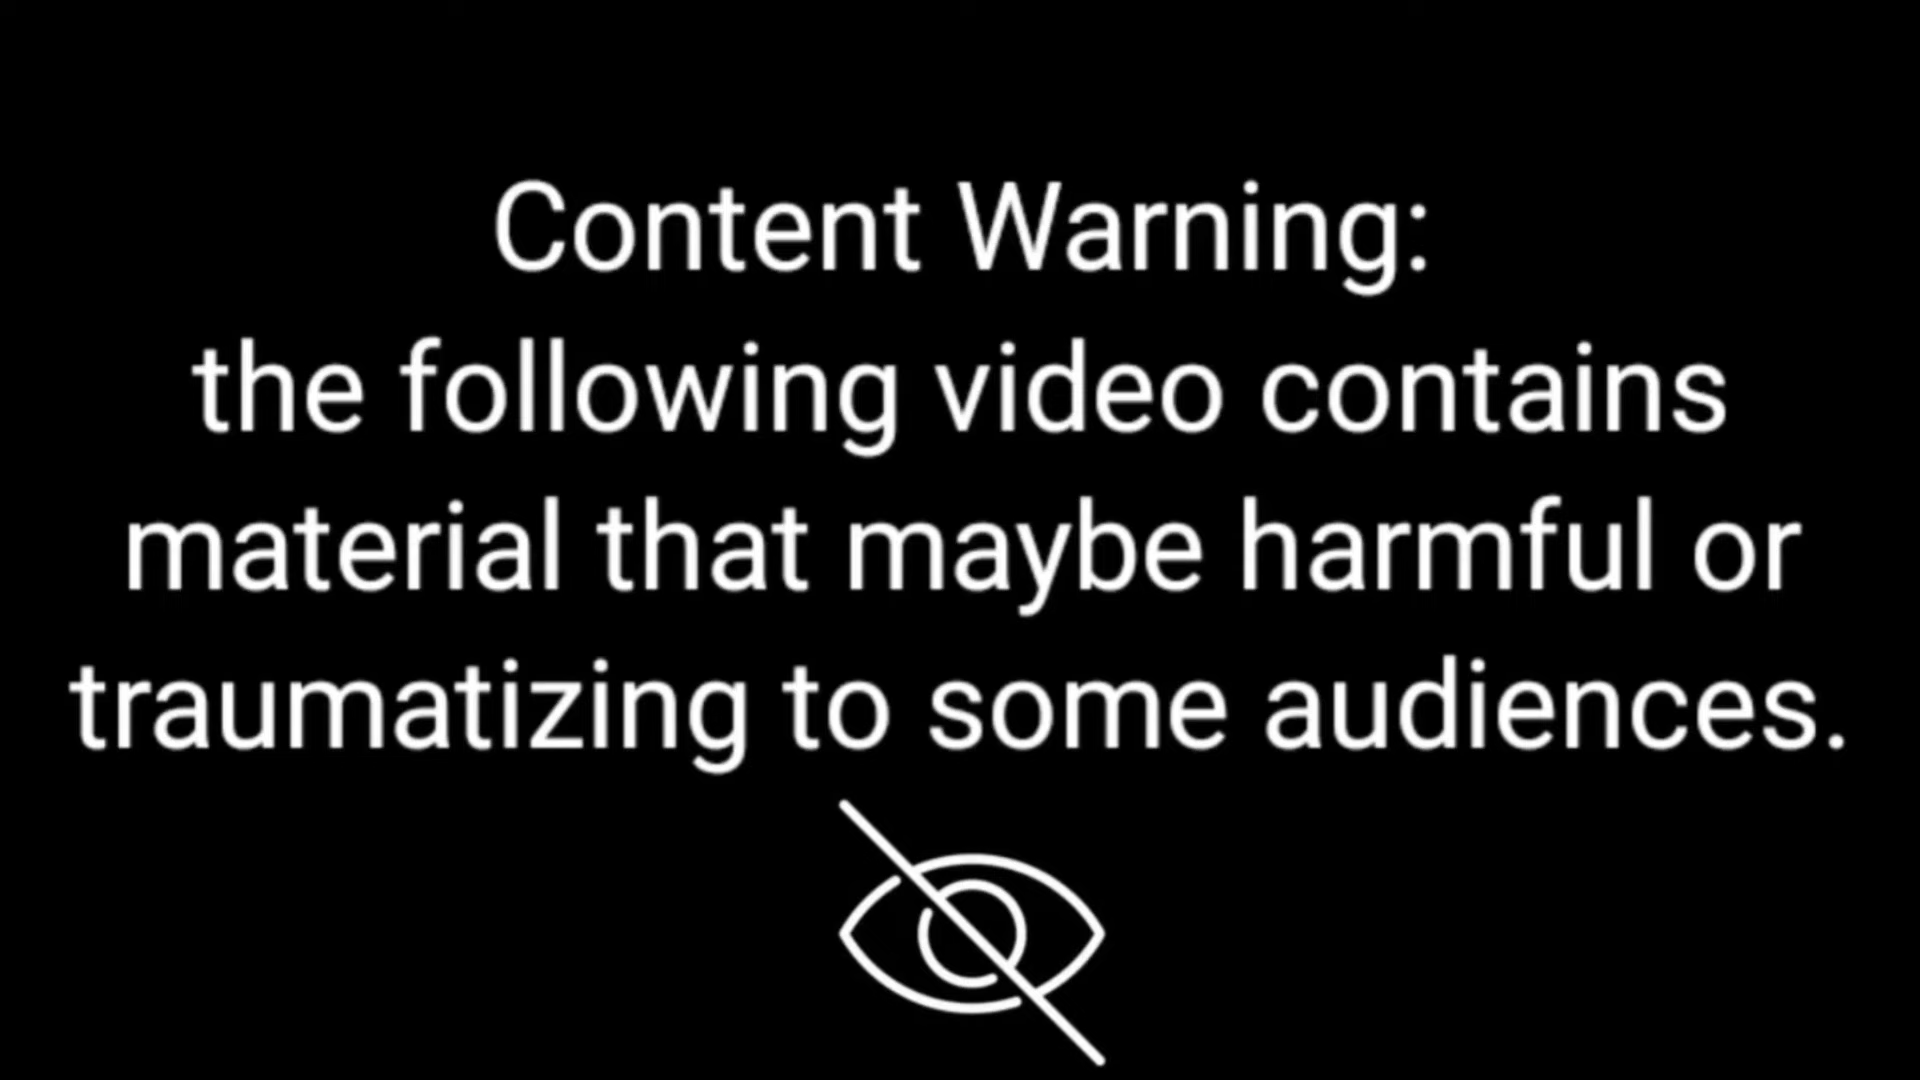 Content Warning:
the following video contains
material that maybe harmful or
traumatizing to some audiences.